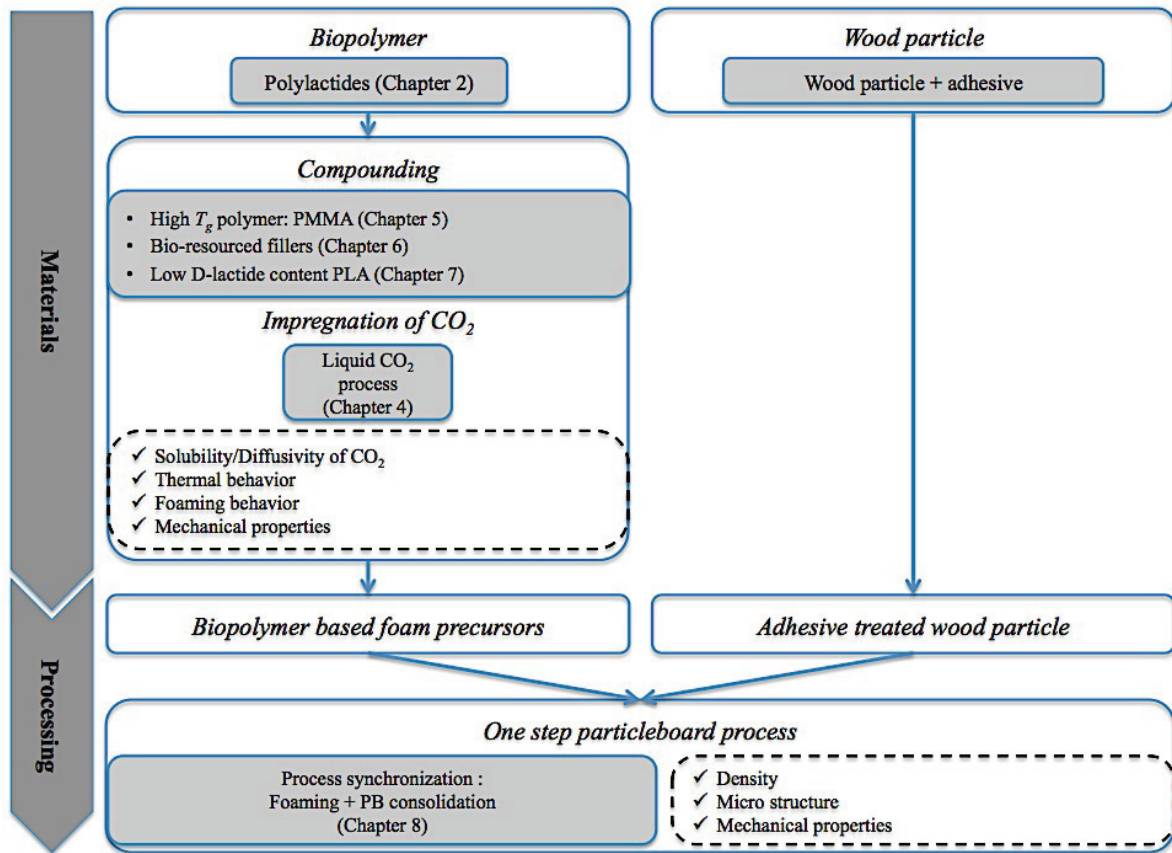 Materials
Biopolymer
Polylactides (Chapter 2)
Wood particle
Wood particle + adhesive
Compounding
• High Tg polymer: PMMA (Chapter 5)
• Bio-resourced fillers (Chapter 6)
• Low D-lactide content PLA (Chapter 7)
Impregnation of CO₂
Liquid CO₂
process
(Chapter 4)
✓ Solubility/Diffusivity of CO₂
✓ Thermal behavior
✓ Foaming behavior
✓ Mechanical properties
Processing
Biopolymer based foam precursors
Adhesive treated wood particle
One step particleboard process
Process synchronization :
Foaming + PB consolidation
(Chapter 8)
✓ Density
✓ Micro structure
✓ Mechanical properties